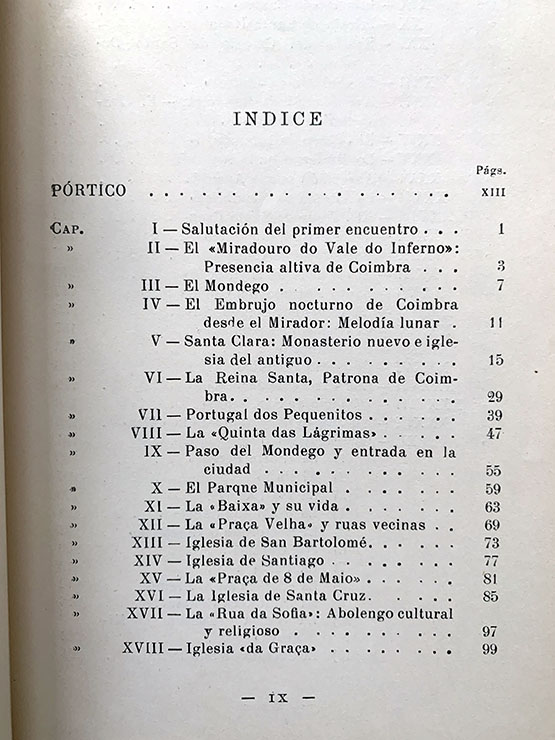 INDICE
Págs.
PÓRTICO . . . . . . . . . . . . . . . XIII
CAP. I — Salutación del primer encuentro . . . 1
» II — El «Miradouro do Vale do Inferno»:
Presencia altiva de Coimbra . . . 3
» III — El Mondego . . . . . . . . . 7
» IV — El Embrujo nocturno de Coimbra
desde el Mirador: Melodía lunar . 11
» V — Santa Clara: Monasterio nuevo e igle-
sia del antiguo . . . . . . . 15
» VI — La Reina Santa, Patrona de Coim-
bra. . . . . . . . . . . . 29
» VII — Portugal dos Pequenitos . . . . . 39
» VIII — La «Quinta das Lágrimas» . . . . 47
» IX — Paso del Mondego y entrada en la
ciudad . . . . . . . . . 55
» X — El Parque Municipal . . . . . . 59
» XI — La «Baixa» y su vida . . . . . . 63
» XII — La «Praça Velha» y ruas vecinas . . 69
» XIII — Iglesia de San Bartolomé. . . . . 73
» XIV — Iglesia de Santiago . . . . . . 77
» XV — La «Praça de 8 de Maio» . . . . . 81
» XVI — La Iglesia de Santa Cruz. . . . . 85
» XVII — La «Rua da Sofia»: Abolengo cultural
y religioso . . . . . . . . 97
» XVIII — Iglesia «da Graça» . . . . . . . 99
— IX —